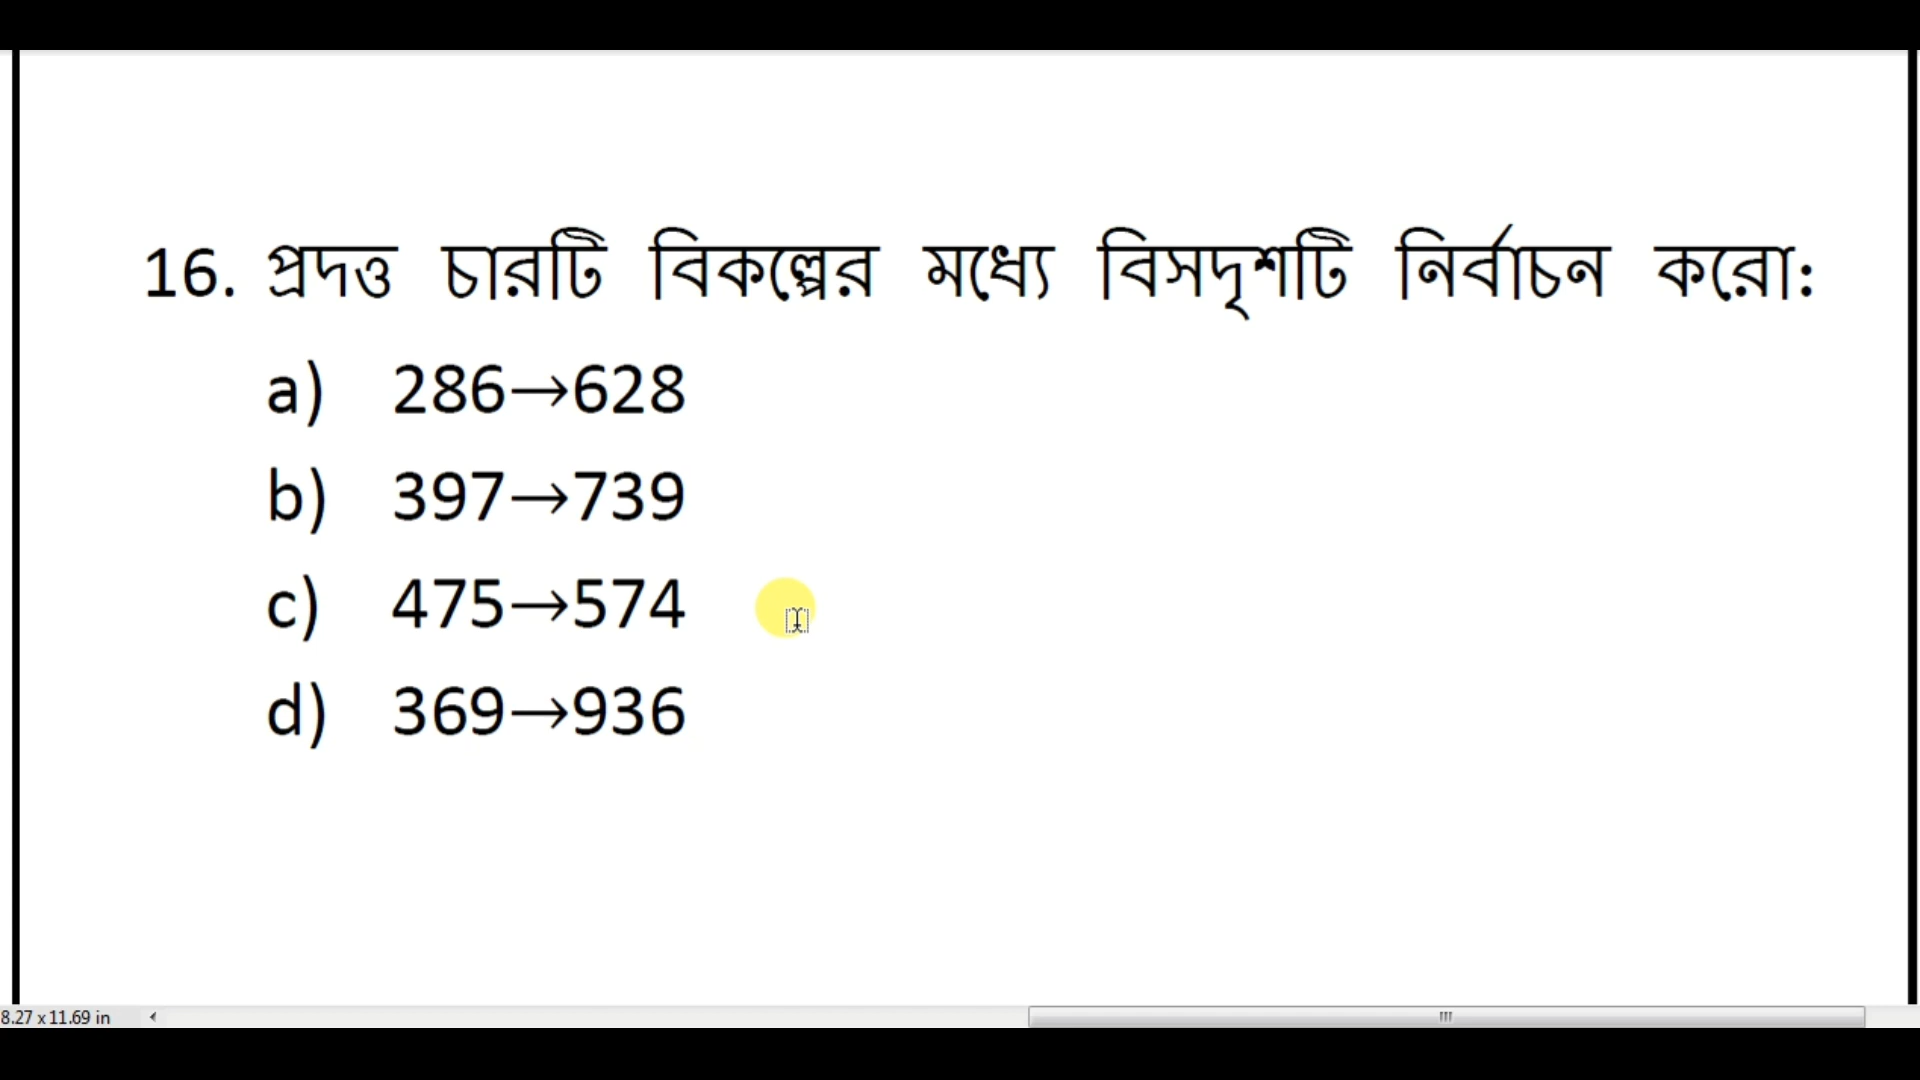 16. প্রদত্ত চারটি বিকল্পের মধ্যে বিসদৃশটি নির্বাচন করো:
a) 286→628
b) 397→739
c) 475→574
d) 369→936
8.27 x 11.69 in